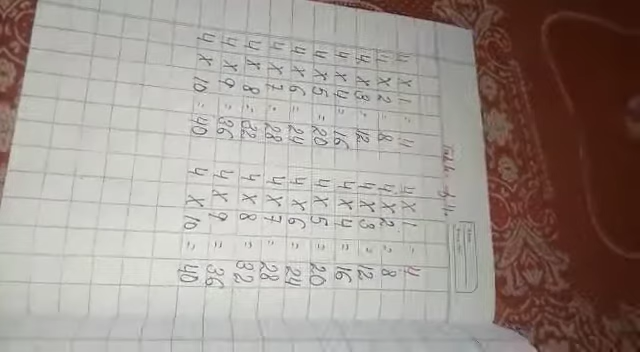 Table of 4
4 X 1 = 4 4 X 1 = 4
4 X 2 = 8 4 X 2 = 8
4 X 3 = 12 4 X 3 = 12
4 X 4 = 16 4 X 4 = 16
4 X 5 = 20 4 X 5 = 20
4 X 6 = 24 4 X 6 = 24
4 X 7 = 28 4 X 7 = 28
4 X 8 = 32 4 X 8 = 32
4 X 9 = 36 4 X 9 = 36
4 X 10 = 40 4 X 10 = 40